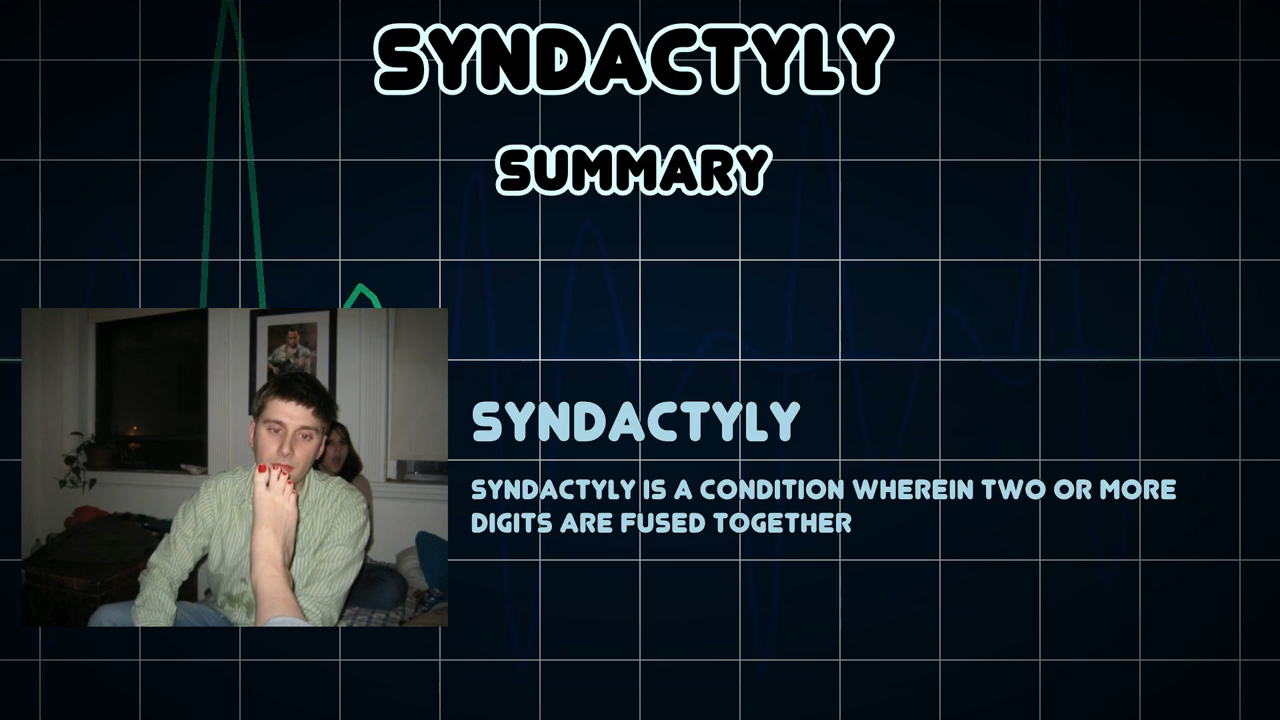 SYNDACTYLY
SUMMARY
SYNDACTYLY
SYNDACTYLY IS A CONDITION WHEREIN TWO OR MORE
DIGITS ARE FUSED TOGETHER